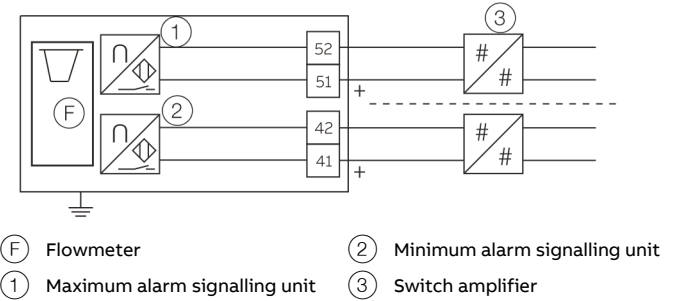 1
3
52
#
#
51
+
F
2
42
#
#
41
+
F Flowmeter
2 Minimum alarm signalling unit
1 Maximum alarm signalling unit
3 Switch amplifier